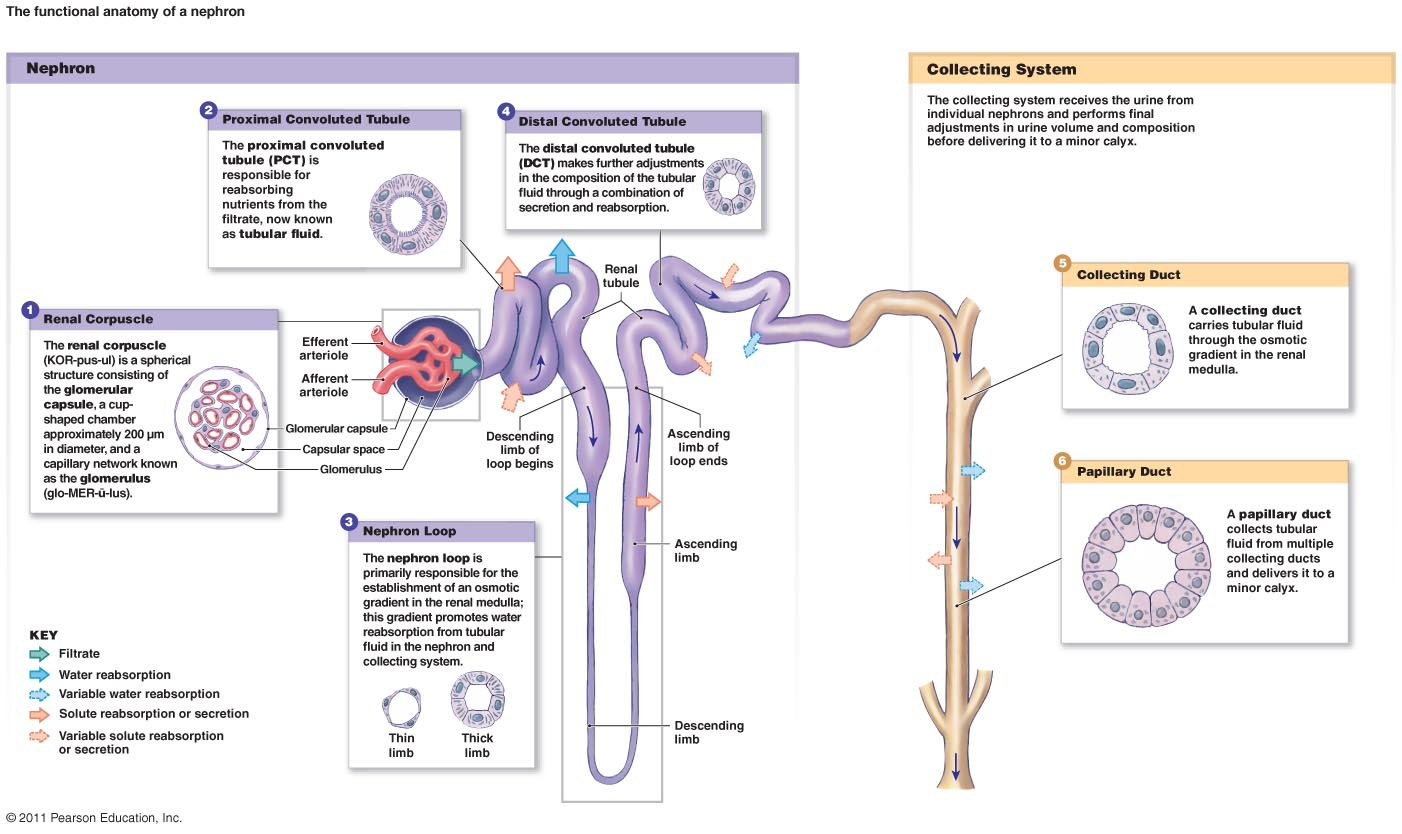 The functional anatomy of a nephron
Nephron
2
Proximal Convoluted Tubule
The proximal convoluted
tubule (PCT) is
responsible for
reabsorbing
nutrients from the
filtrate, now known
as tubular fluid.
4
Distal Convoluted Tubule
The distal convoluted tubule
(DCT) makes further adjustments
in the composition of the tubular
fluid through a combination of
secretion and reabsorption.
1
Renal Corpuscle
The renal corpuscle
(KOR-pus-ul) is a spherical
structure consisting of
the glomerular
capsule, a cup-
shaped chamber
approximately 200 µm
in diameter, and a
capillary network known
as the glomerulus
(glo-MER-ū-lus).
Efferent
arteriole
Afferent
arteriole
Glomerular capsule
Capsular space
Glomerulus
Renal
tubule
Descending
limb of
loop begins
Ascending
limb of
loop ends
3
Nephron Loop
The nephron loop is
primarily responsible for the
establishment of an osmotic
gradient in the renal medulla;
this gradient promotes water
reabsorption from tubular
fluid in the nephron and
collecting system.
Thin
limb
Thick
limb
Ascending
limb
Descending
limb
KEY
Filtrate
Water reabsorption
Variable water reabsorption
Solute reabsorption or secretion
Variable solute reabsorption
or secretion
Collecting System
The collecting system receives the urine from
individual nephrons and performs final
adjustments in urine volume and composition
before delivering it to a minor calyx.
5
Collecting Duct
A collecting duct
carries tubular fluid
through the osmotic
gradient in the renal
medulla.
6
Papillary Duct
A papillary duct
collects tubular
fluid from multiple
collecting ducts
and delivers it to a
minor calyx.
© 2011 Pearson Education, Inc.